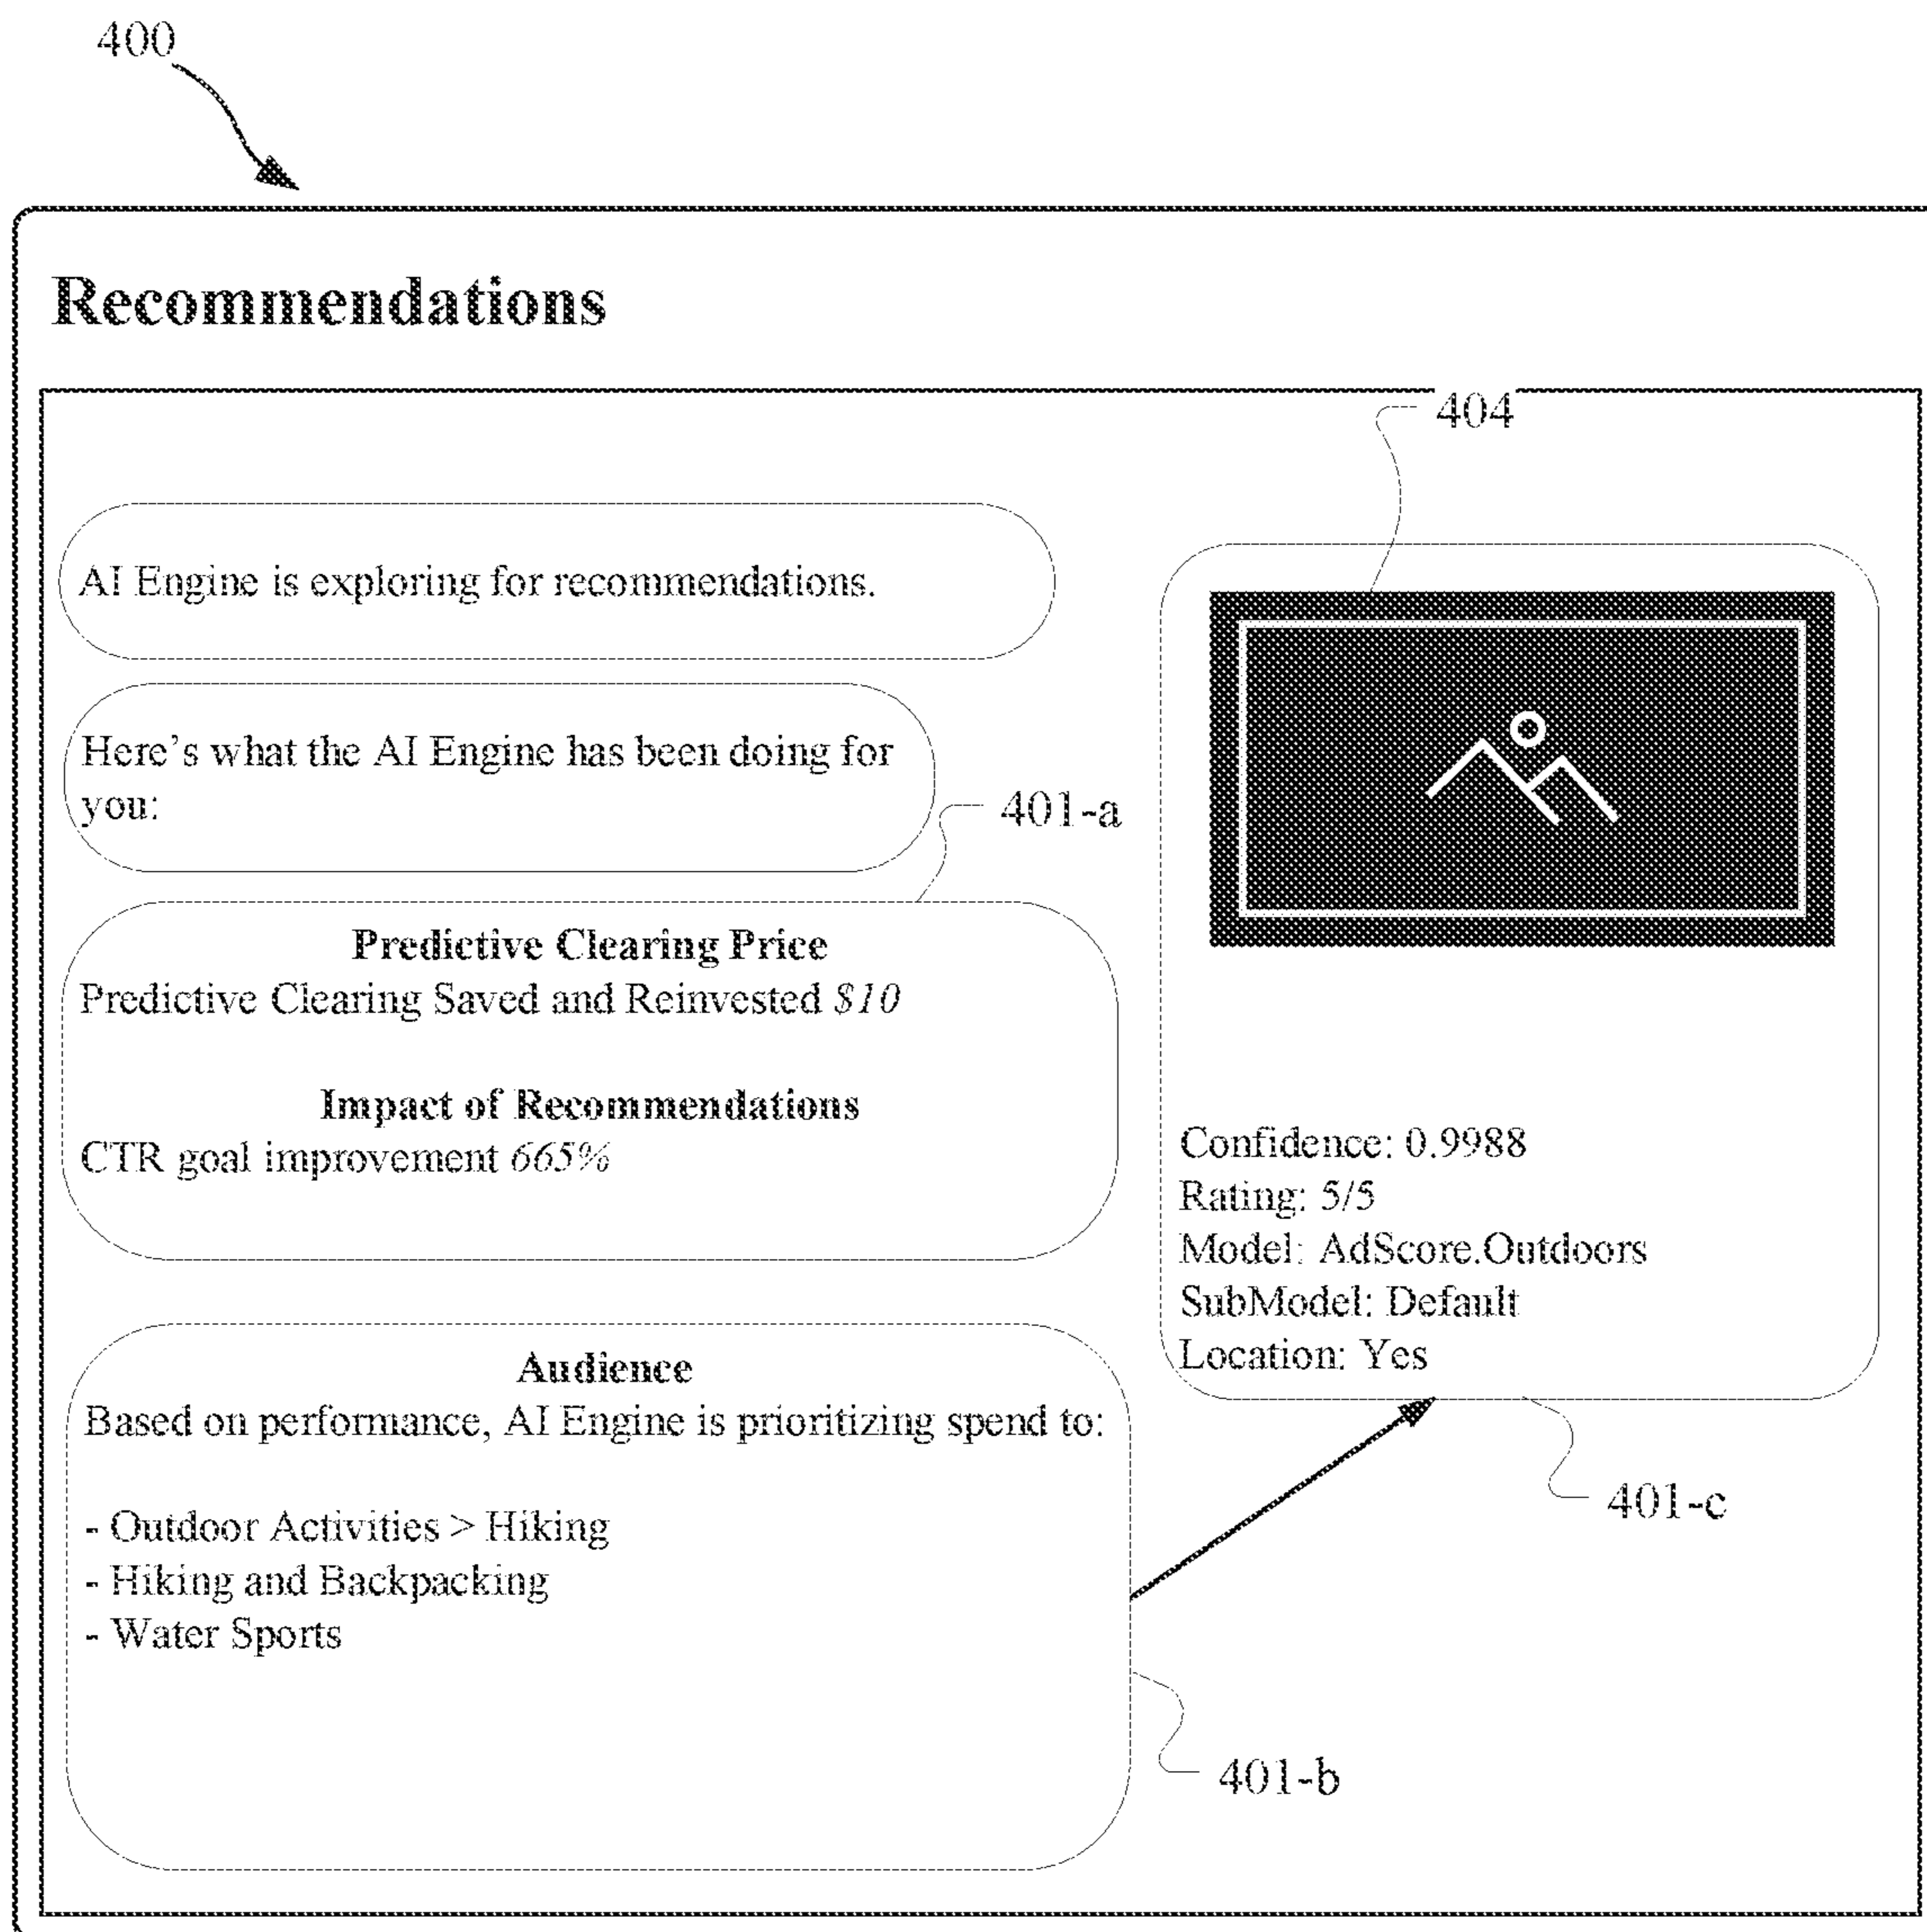 400
Recommendations
404
AI Engine is exploring for recommendations.
Here's what the AI Engine has been doing for
you:
401-a
Predictive Clearing Price
Predictive Clearing Saved and Reinvested $10
Impact of Recommendations
CTR goal improvement 665%
Confidence: 0.9988
Rating: 5/5
Model: AdScore.Outdoors
SubModel: Default
Location: Yes
401-c
Audience
Based on performance, AI Engine is prioritizing spend to:
- Outdoor Activities > Hiking
- Hiking and Backpacking
- Water Sports
401-b